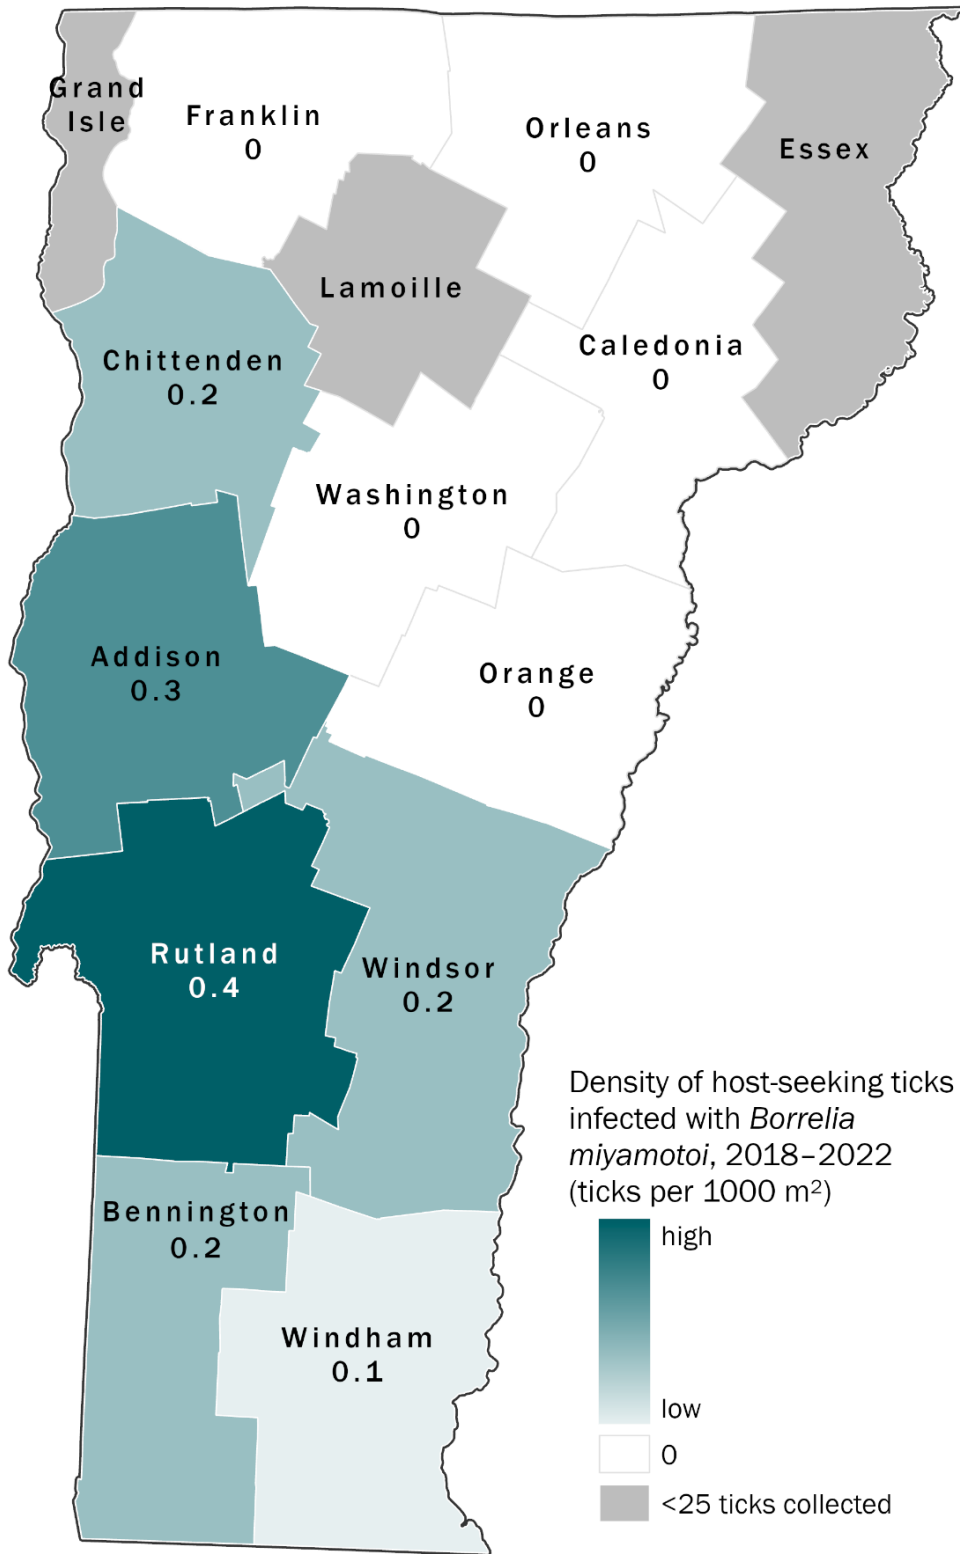 Grand
Isle
Franklin
0
Orleans
0
Essex
Lamoille
Chittenden
0.2
Caledonia
0
Washington
0
Addison
0.3
Orange
0
Rutland
0.4
Windsor
0.2
Density of host-seeking ticks
infected with Borrelia
miyamotoi, 2018–2022
(ticks per 1000 m²)
high
low
0
<25 ticks collected
Bennington
0.2
Windham
0.1